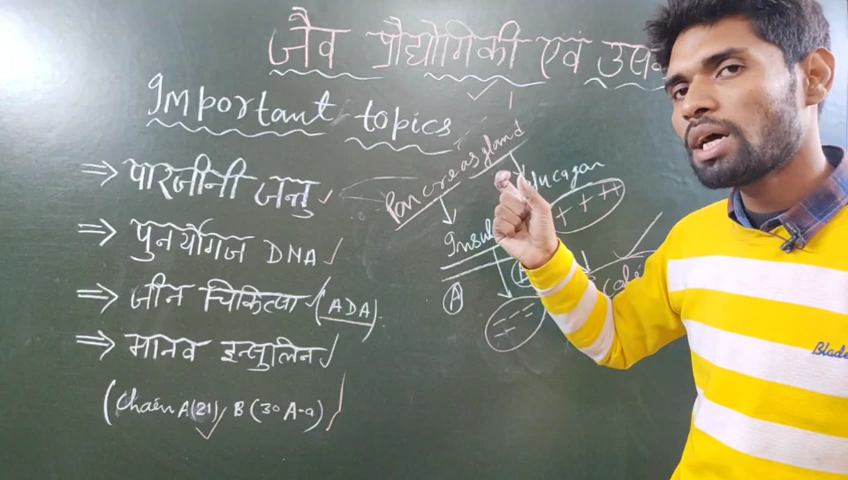 जैव प्रौद्योगिकी एवं उसक
Important topics
⇒ पारजीनी जन्तु ✓
⇒ पुनर्योगज DNA ✓
⇒ जीन चिकित्सा ✓ (ADA)
⇒ मानव इन्सुलिन ✓
(Chain A(21), B (30 A-a)
Pancreas gland
Glucagon
+ + ++
Insul
A
- - -
Blade